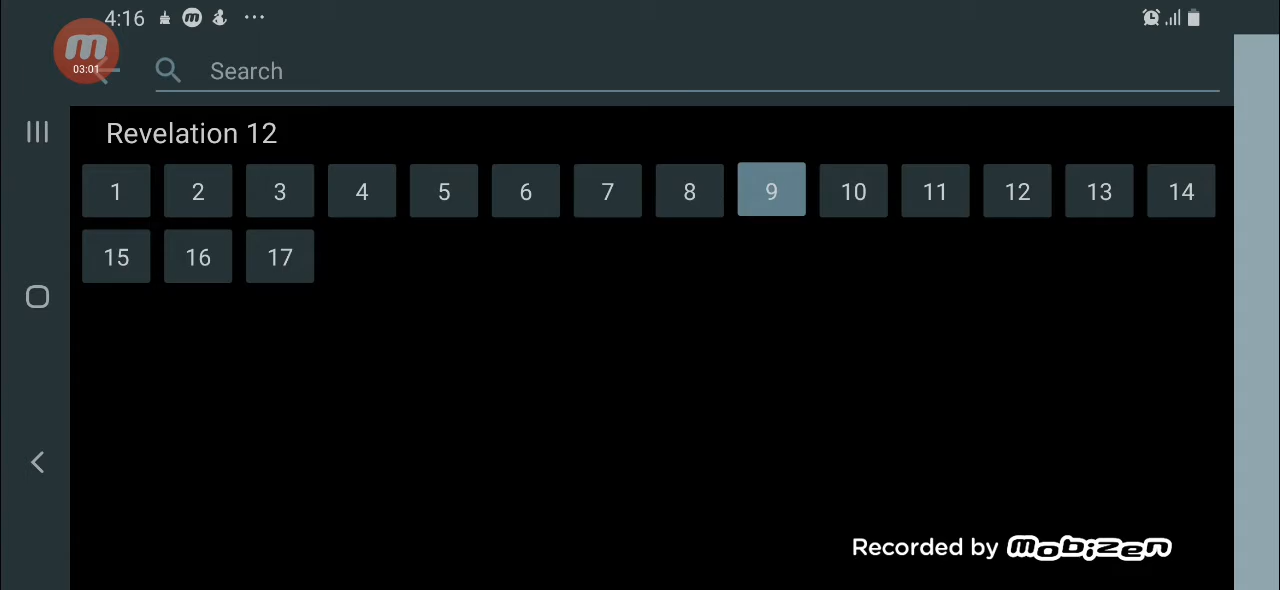 4:16
03:01
Search
Revelation 12
1 2 3 4 5 6 7 8 9 10 11 12 13 14
15 16 17
Recorded by mobizen